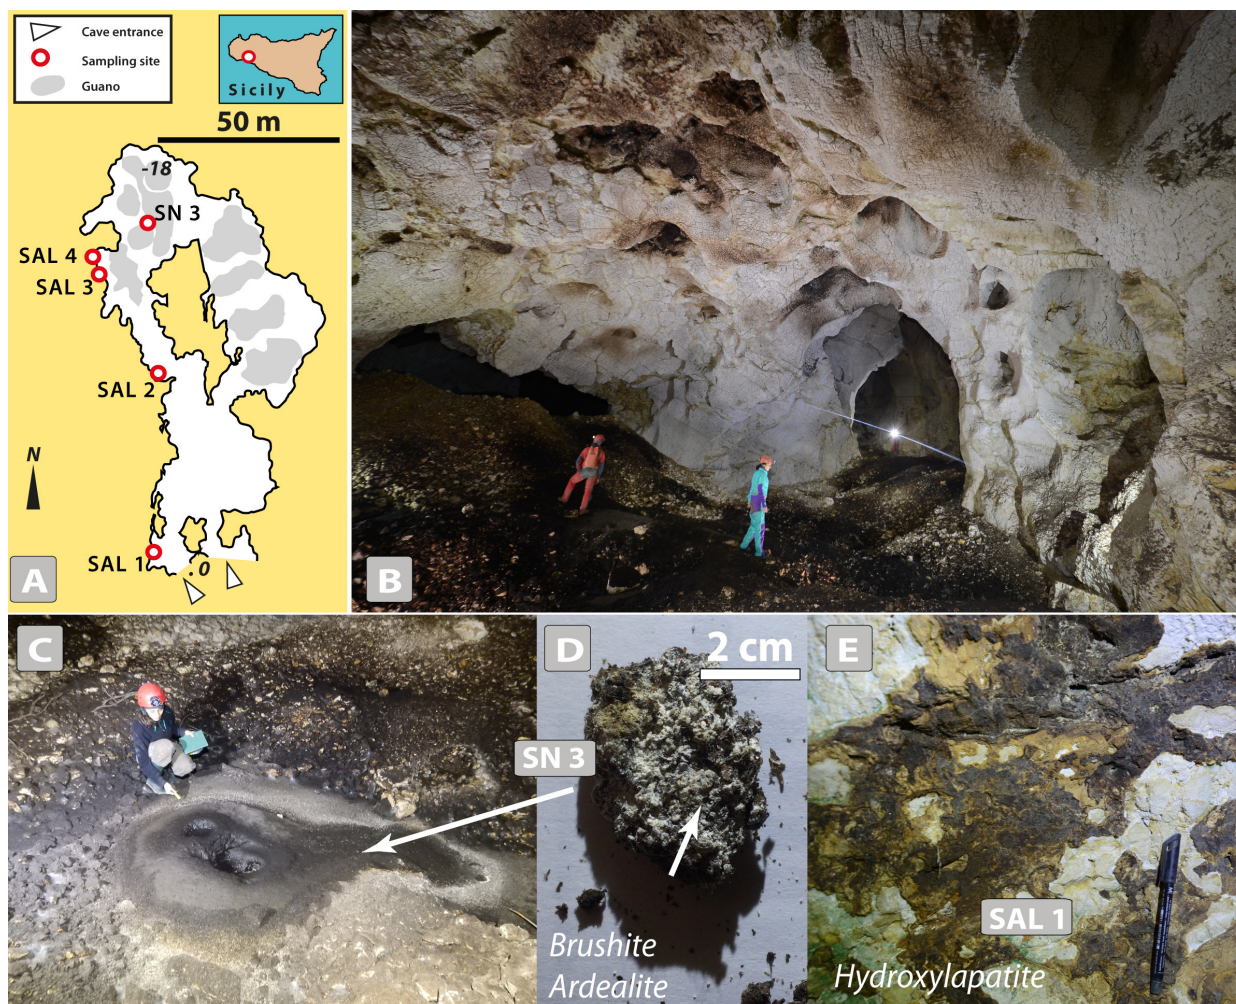 Cave entrance
Sampling site
Guano
Sicily
50 m
-18
SN 3
SAL 4
SAL 3
SAL 2
N
SAL 1
.0
A
B
C
SN 3
D
2 cm
Brushite
Ardealite
E
SAL 1
Hydroxylapatite